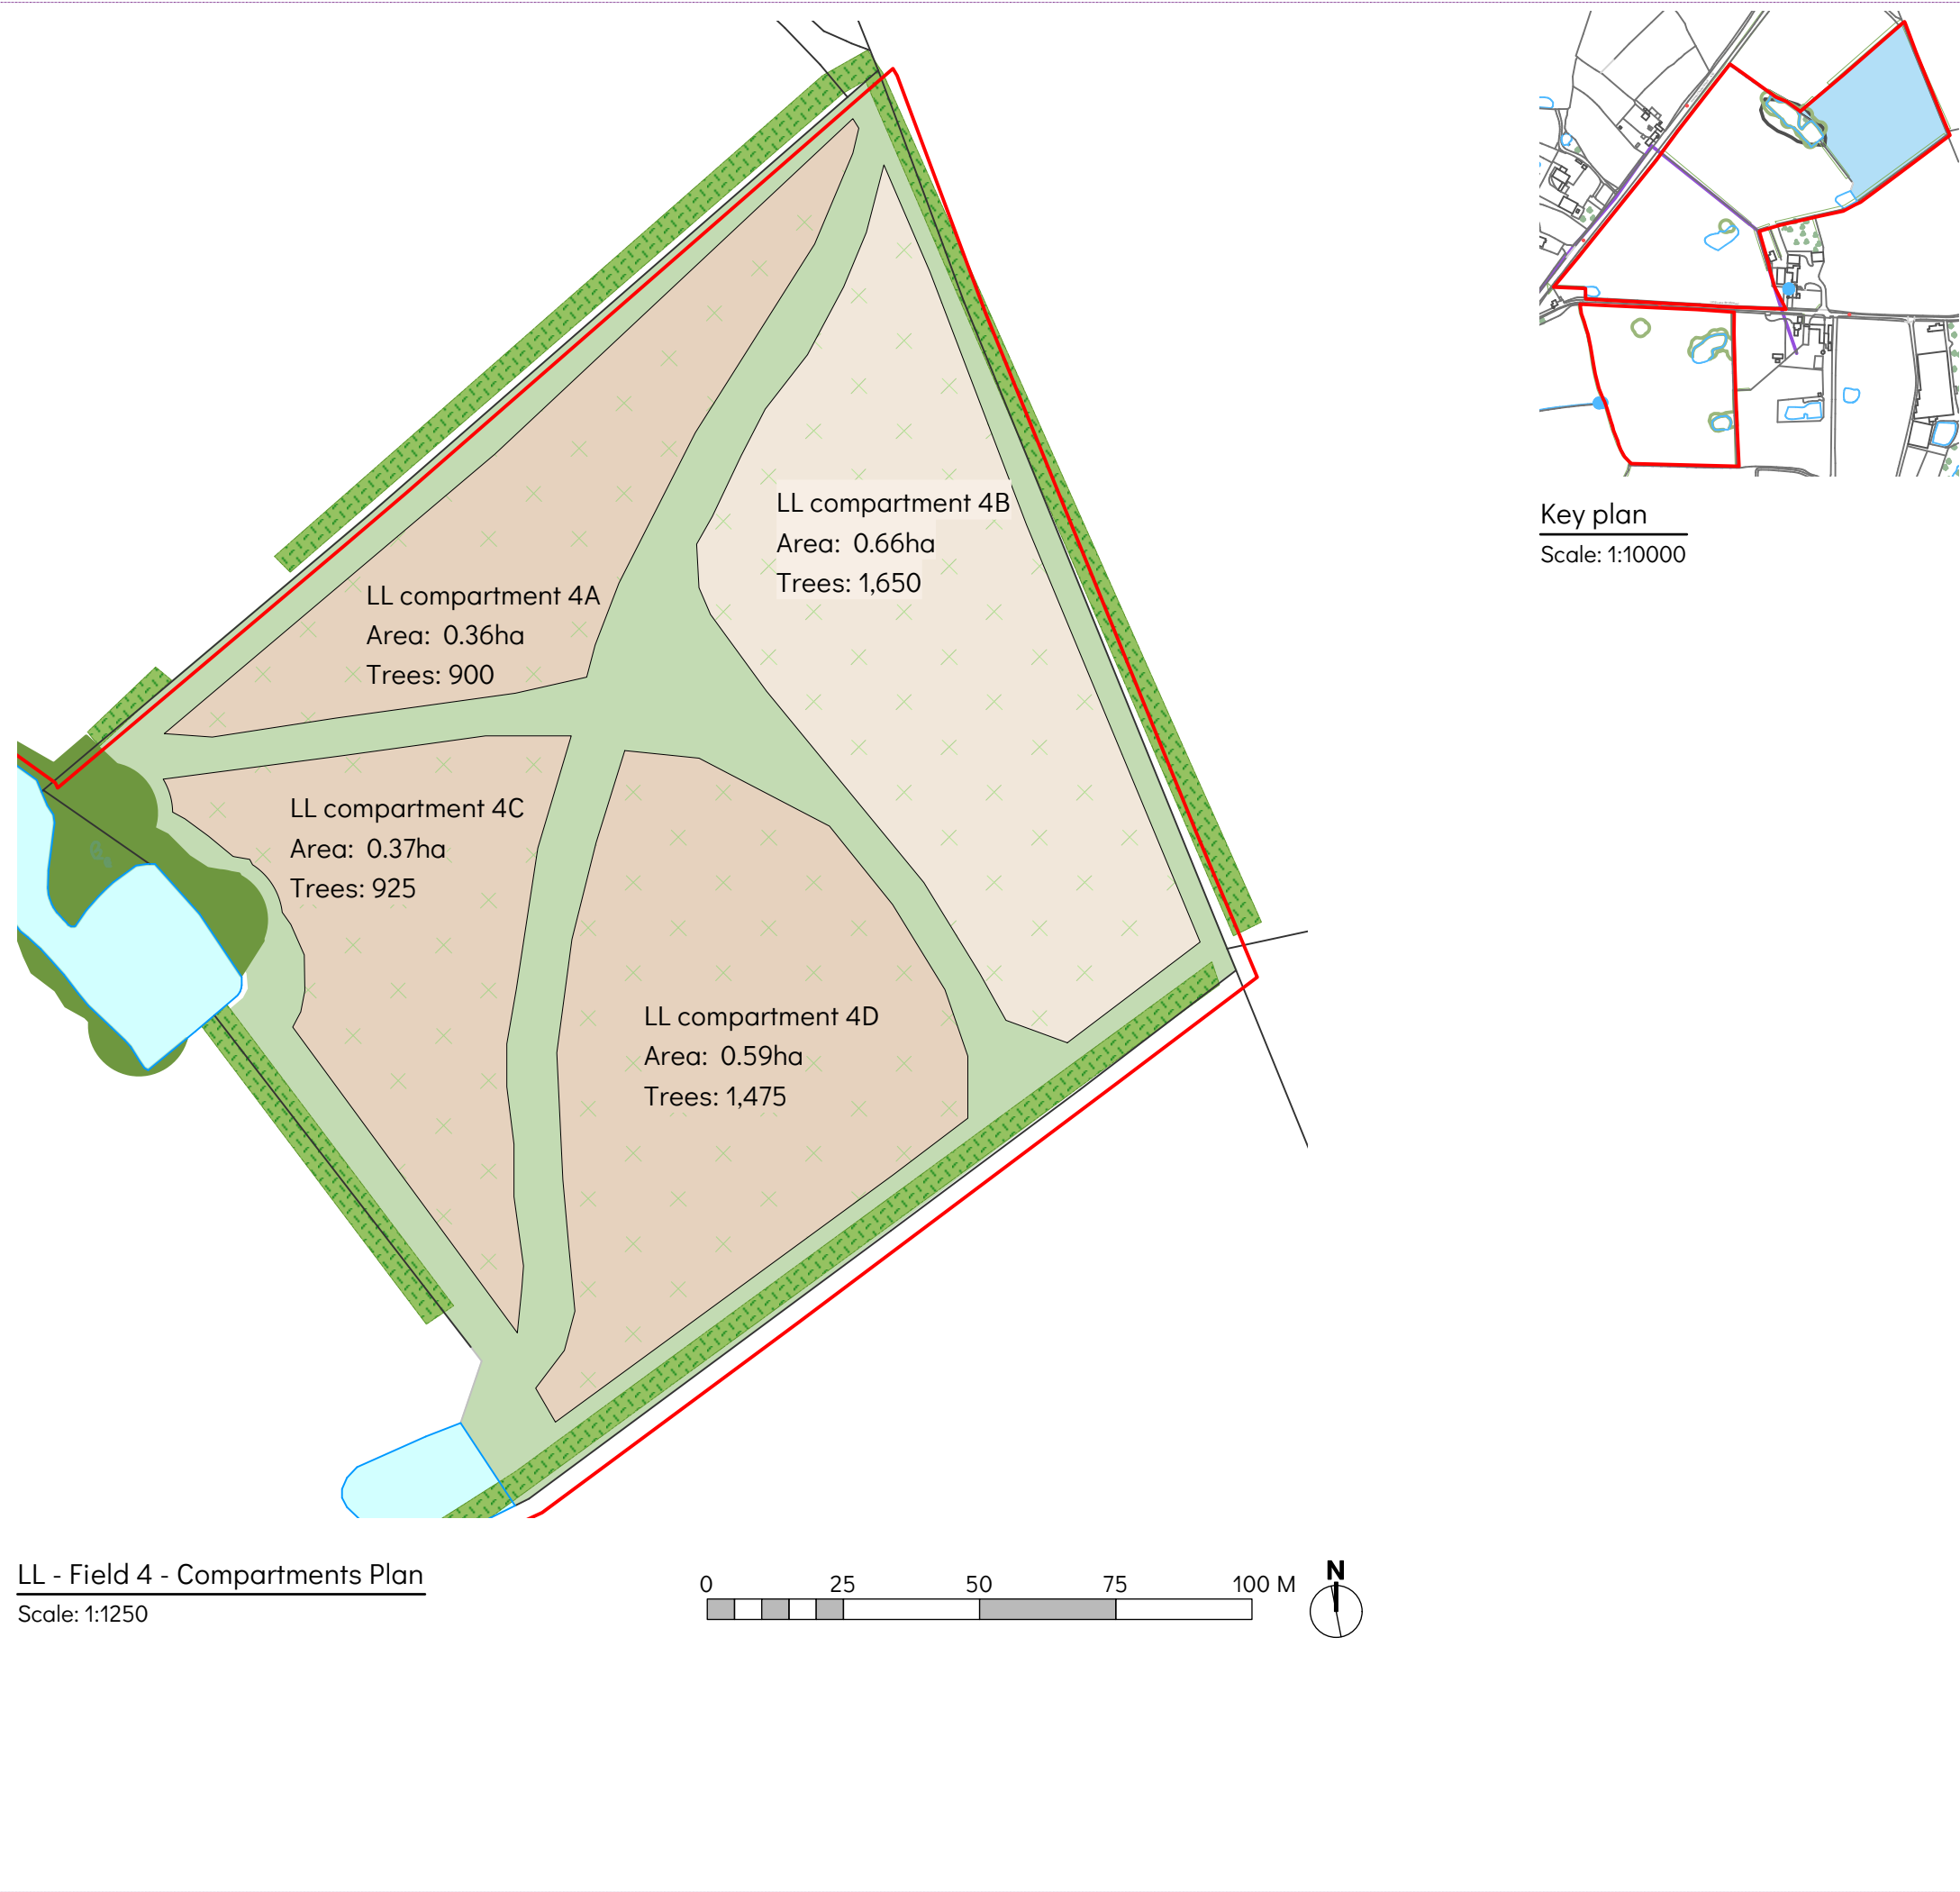 LL compartment 4A
Area: 0.36ha
Trees: 900
LL compartment 4B
Area: 0.66ha
Trees: 1,650
LL compartment 4C
Area: 0.37ha
Trees: 925
LL compartment 4D
Area: 0.59ha
Trees: 1,475
Key plan
Scale: 1:10000
LL - Field 4 - Compartments Plan
Scale: 1:1250
0 25 50 75 100 M
N